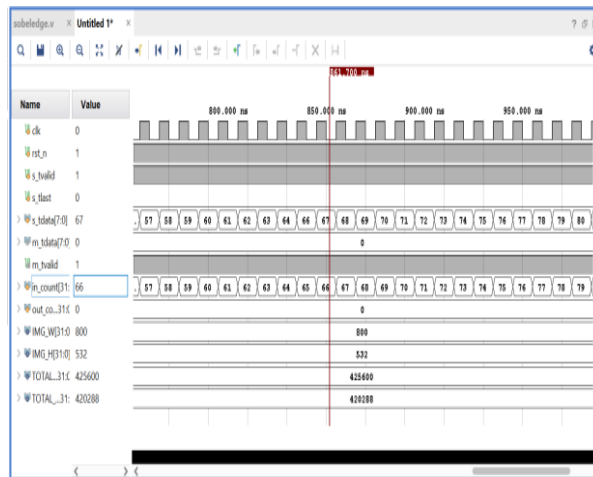 sobeledge.v × Untitled 1* ×
861.700 ns
Name Value
800.000 ns 850.000 ns 900.000 ns 950.000 ns
clk 0
rst_n 1
s_tvalid 1
s_tlast 0
s_tdata[7:0] 67 57 58 59 60 61 62 63 64 66 67 68 69 70 71 72 73 74 75 76 77 78 79 80
m_tdata[7:0 0 0
m_tvalid 1
in_count[31: 66 57 58 59 60 61 62 63 64 65 66 67 68 69 70 71 72 73 74 75 76 77 78 79
out_co...31:( 0 0
IMG_W[31:0 800 800
IMG_H[31:0] 532 532
TOTAL...31:( 425600 425600
TOTAL_...31: 420288 420288